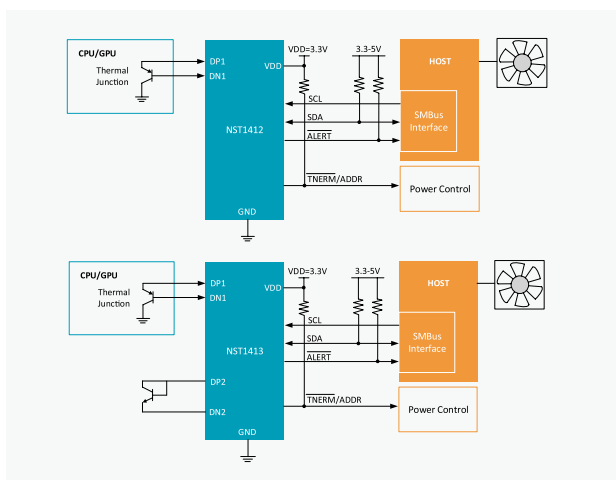 CPU/GPU
Thermal
Junction
DP1
DN1
VDD
NST1412
GND
VDD=3.3V
3.3-5V
SCL
SDA
ALERT
TNERM/ADDR
HOST
SMBus
Interface
Power Control
CPU/GPU
Thermal
Junction
DP1
DN1
VDD
NST1413
DP2
DN2
GND
VDD=3.3V
3.3-5V
SCL
SDA
ALERT
TNERM/ADDR
HOST
SMBus
Interface
Power Control